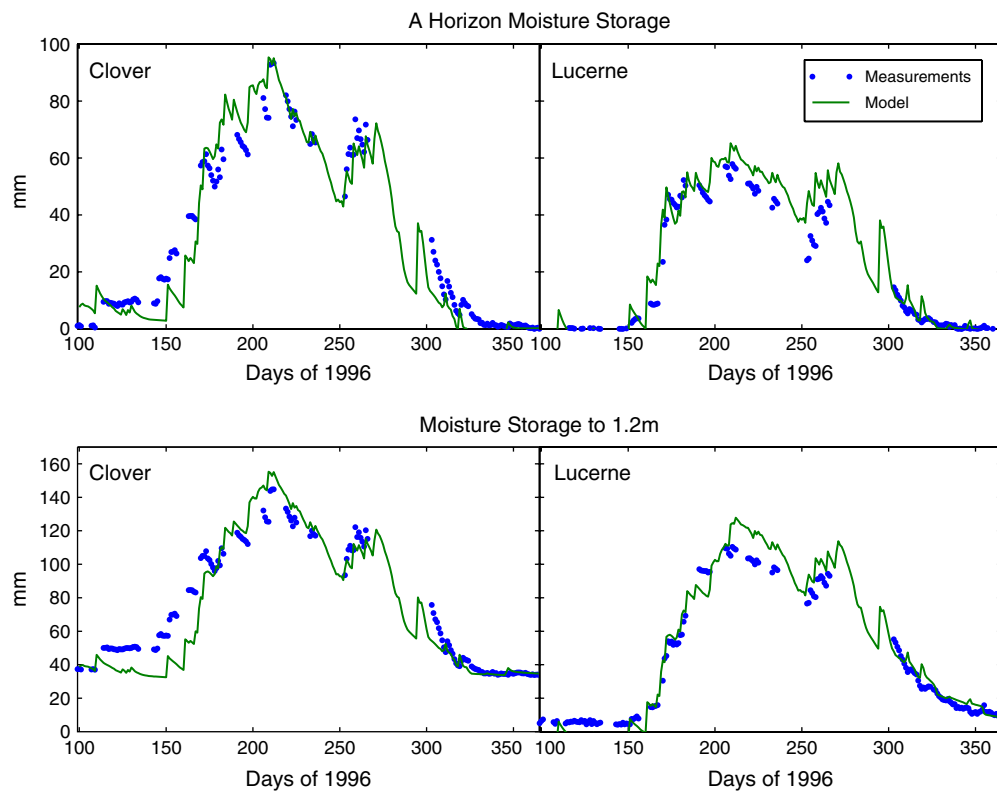 A Horizon Moisture Storage
100
80
60
40
20
0
mm
Clover
Lucerne
Measurements
Model
100 150 200 250 300 350
100 150 200 250 300 350
Days of 1996
Days of 1996
Moisture Storage to 1.2m
160
140
120
100
80
60
40
20
0
mm
Clover
Lucerne
100 150 200 250 300 350
100 150 200 250 300 350
Days of 1996
Days of 1996